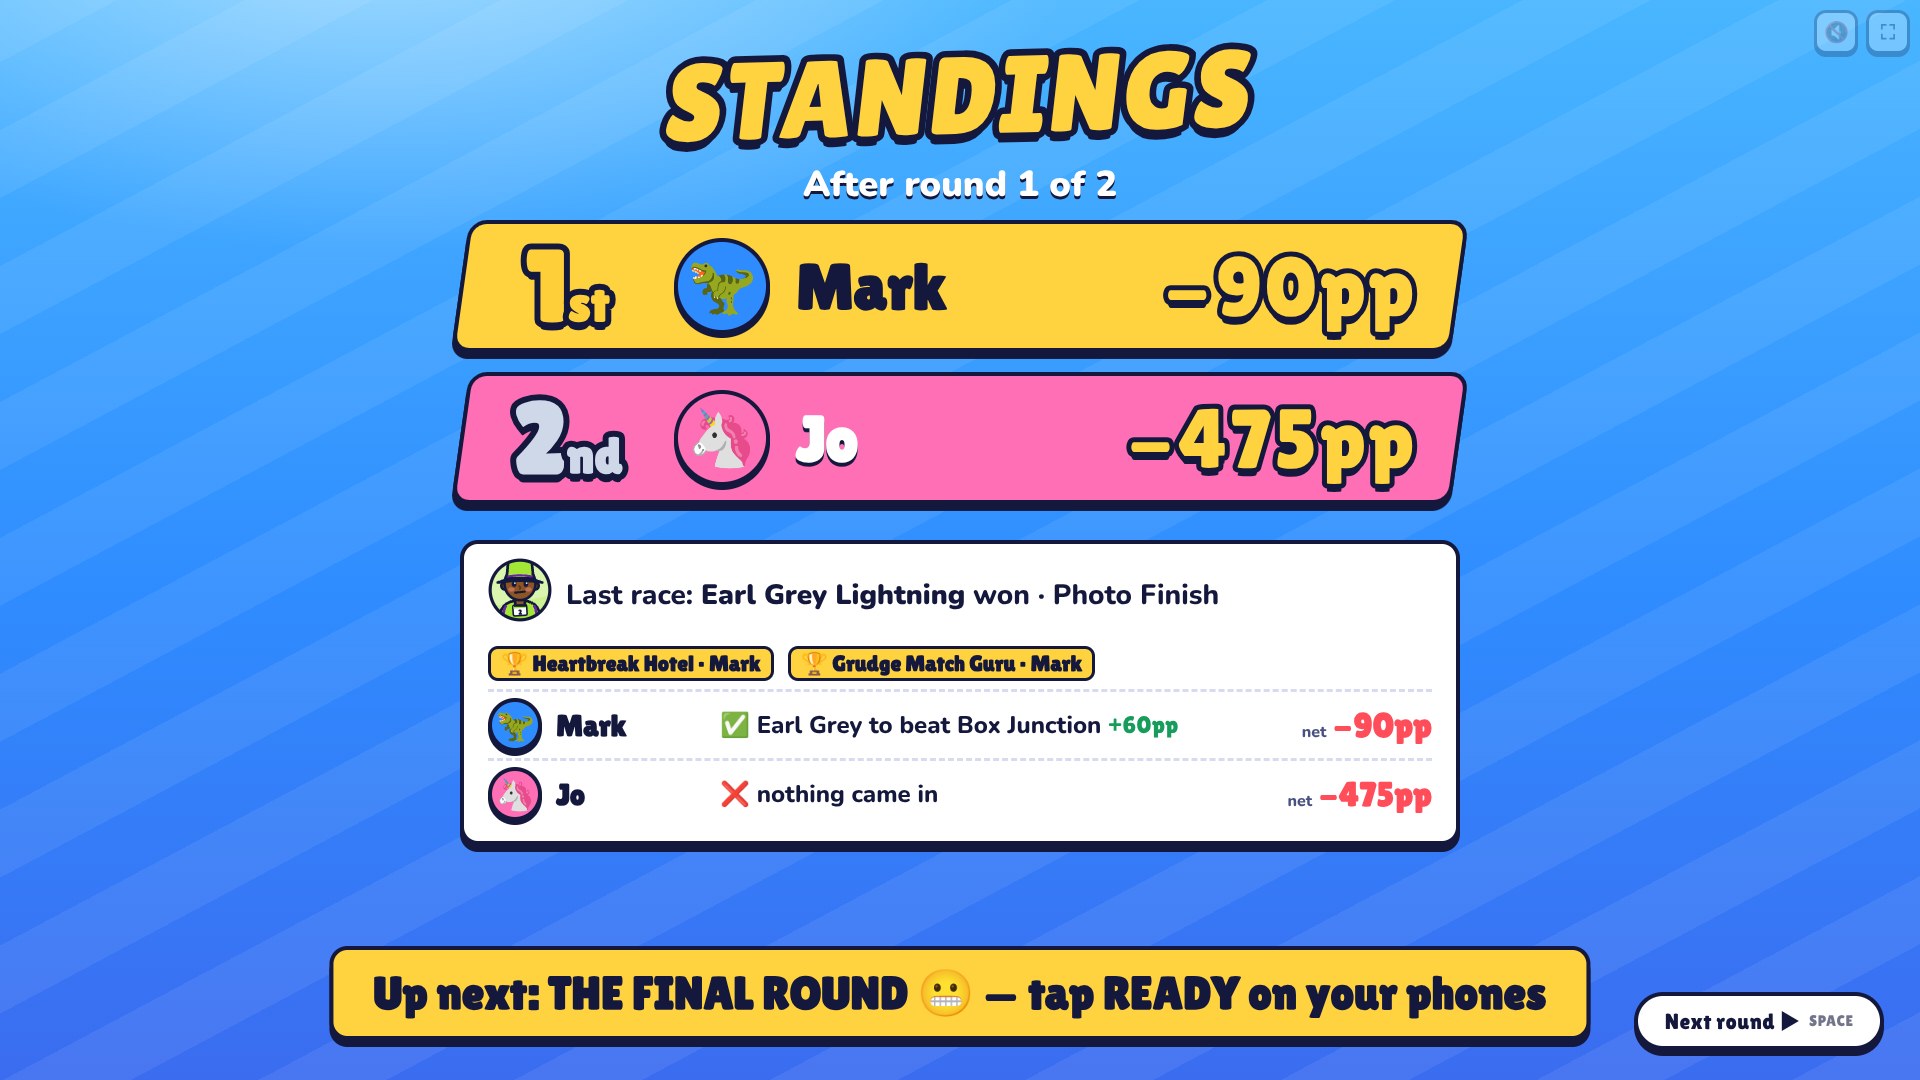 STANDINGS
After round 1 of 2
1st Mark –90pp
2nd Jo –475pp
Last race: Earl Grey Lightning won · Photo Finish
🏆 Heartbreak Hotel · Mark 🏆 Grudge Match Guru · Mark
Mark ✅ Earl Grey to beat Box Junction +60pp net –90pp
Jo ❌ nothing came in net –475pp
Up next: THE FINAL ROUND 😬 – tap READY on your phones
Next round ▶ SPACE